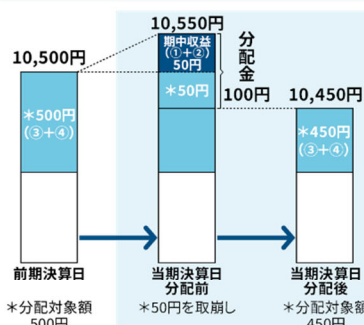 10,550円
期中収益
(①+②)
50円
分配金
10,500円
*50円
100円
10,450円
*500円
(③+④)
*450円
(③+④)
前期決算日
当期決算日
分配前
当期決算日
分配後
*分配対象額
500円
*50円を取崩し
*分配対象額
450円